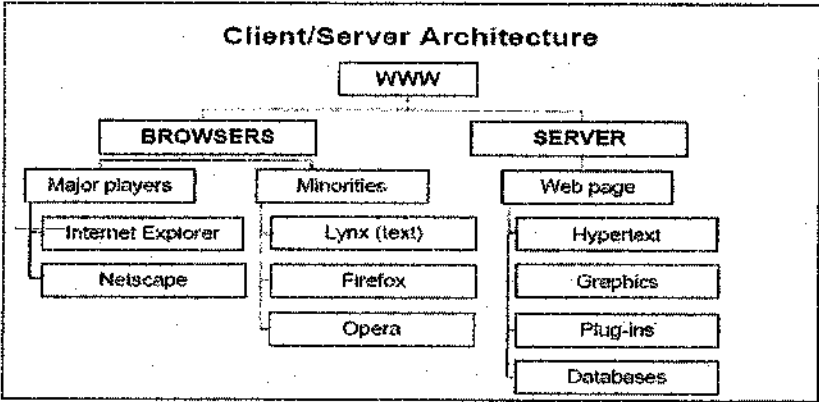 Client/Server Architecture
WWW
BROWSERS
SERVER
Major players
Minorities
Web page
Internet Explorer
Lynx (text)
Hypertext
Netscape
Firefox
Graphics
Opera
Plug-ins
Databases